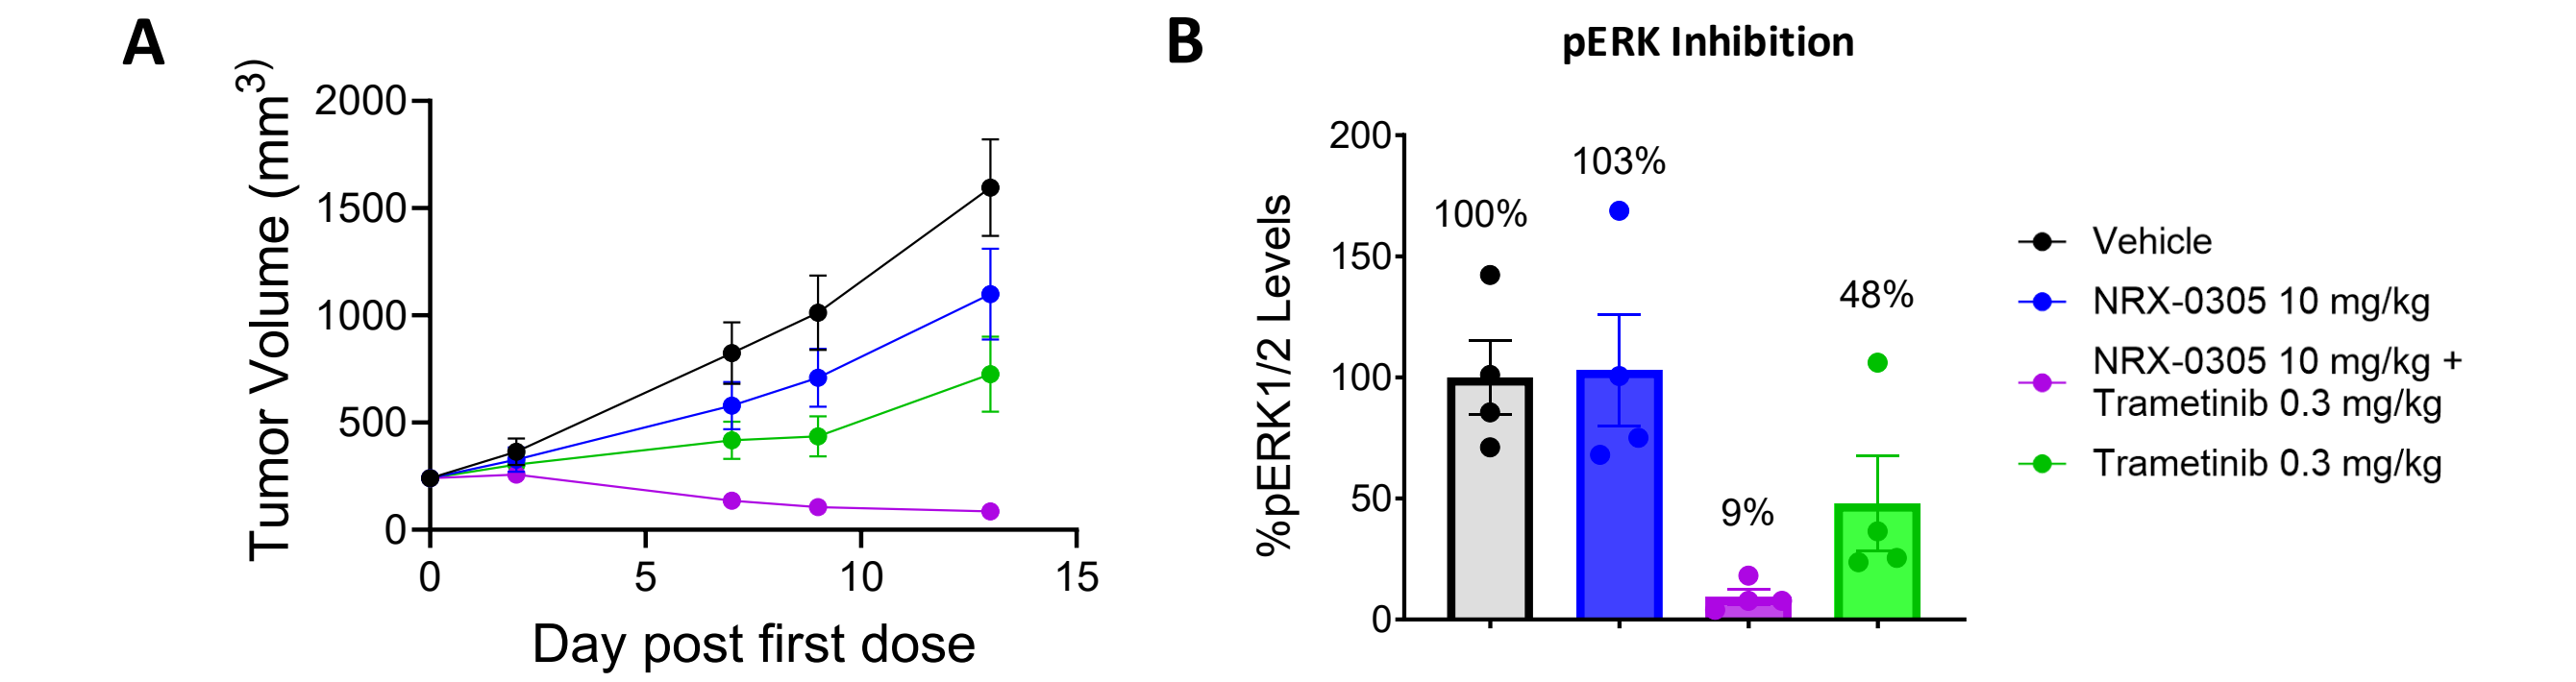 A
Tumor Volume (mm3)
2000
1500
1000
500
0
0 5 10 15
Day post first dose
B
pERK Inhibition
%pERK1/2 Levels
200
150
100
50
0
100%
103%
9%
48%
Vehicle
NRX-0305 10 mg/kg
NRX-0305 10 mg/kg +
Trametinib 0.3 mg/kg
Trametinib 0.3 mg/kg